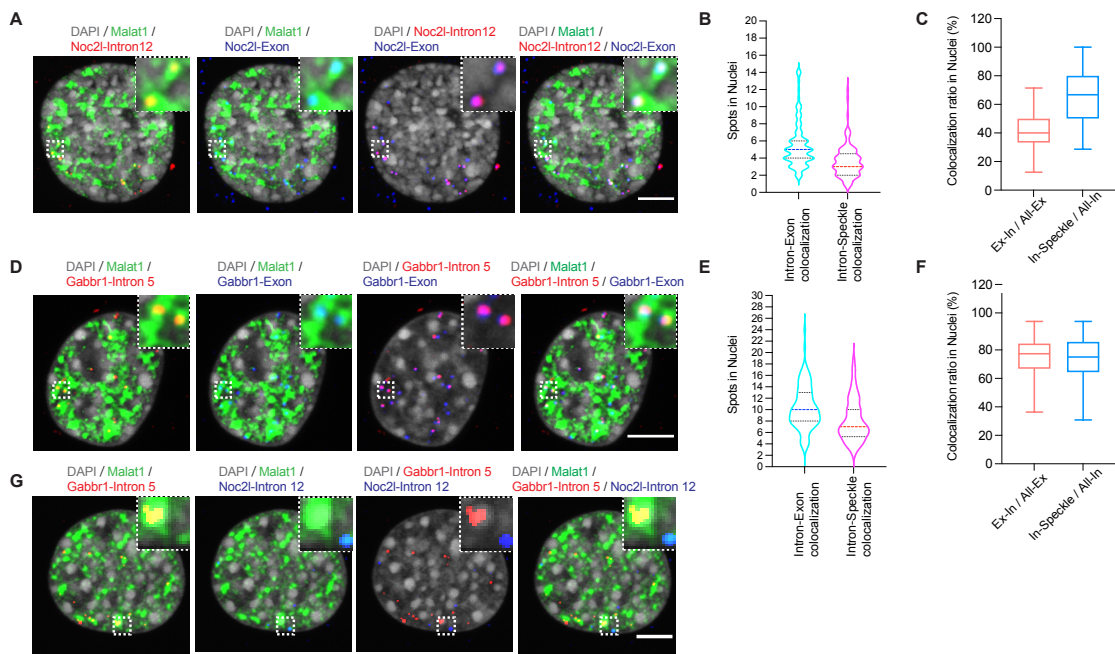 A
DAPI / Malat1 /
Noc2l-Intron12
DAPI / Malat1 /
Noc2l-Exon
DAPI / Noc2l-Intron12
Noc2l-Exon
DAPI / Malat1 /
Noc2l-Intron12 / Noc2l-Exon
B
Spots in Nuclei
16
14
12
10
8
6
4
2
0
Intron-Exon
colocalization
Intron-Speckle
colocalization
C
Colocalization ratio in Nuclei (%)
120
100
80
60
40
20
0
Ex-In / All-Ex
In-Speckle / All-In
D
DAPI / Malat1 /
Gabbr1-Intron 5
DAPI / Malat1 /
Gabbr1-Exon
DAPI / Gabbr1-Intron 5
Gabbr1-Exon
DAPI / Malat1 /
Gabbr1-Intron 5 / Gabbr1-Exon
E
Spots in Nuclei
30
28
26
24
22
20
18
16
14
12
10
8
6
4
2
0
Intron-Exon
colocalization
Intron-Speckle
colocalization
F
Colocalization ratio in Nuclei (%)
120
100
80
60
40
20
0
Ex-In / All-Ex
In-Speckle / All-In
G
DAPI / Malat1 /
Gabbr1-Intron 5
DAPI / Malat1 /
Noc2l-Intron 12
DAPI / Gabbr1-Intron 5
Noc2l-Intron 12
DAPI / Malat1 /
Gabbr1-Intron 5 / Noc2l-Intron 12